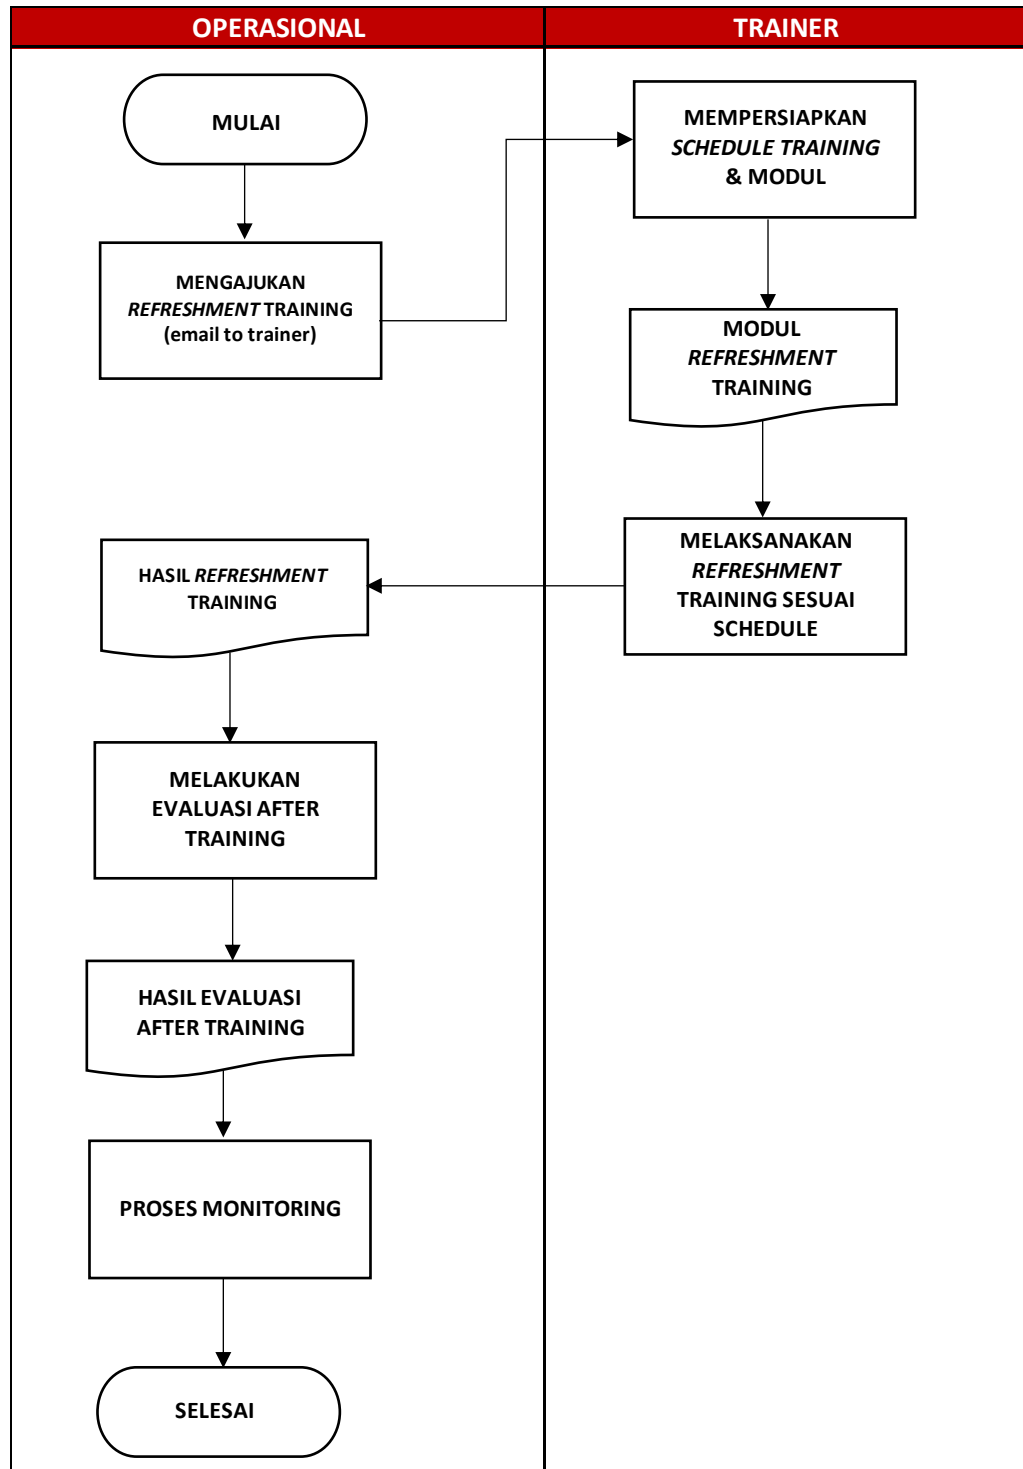 OPERASIONAL
TRAINER
MULAI
MENGAJUKAN
REFRESHMENT TRAINING
(email to trainer)
MEMPERSIAPKAN
SCHEDULE TRAINING
& MODUL
MODUL
REFRESHMENT
TRAINING
MELAKSANAKAN
REFRESHMENT
TRAINING SESUAI
SCHEDULE
HASIL REFRESHMENT
TRAINING
MELAKUKAN
EVALUASI AFTER
TRAINING
HASIL EVALUASI
AFTER TRAINING
PROSES MONITORING
SELESAI